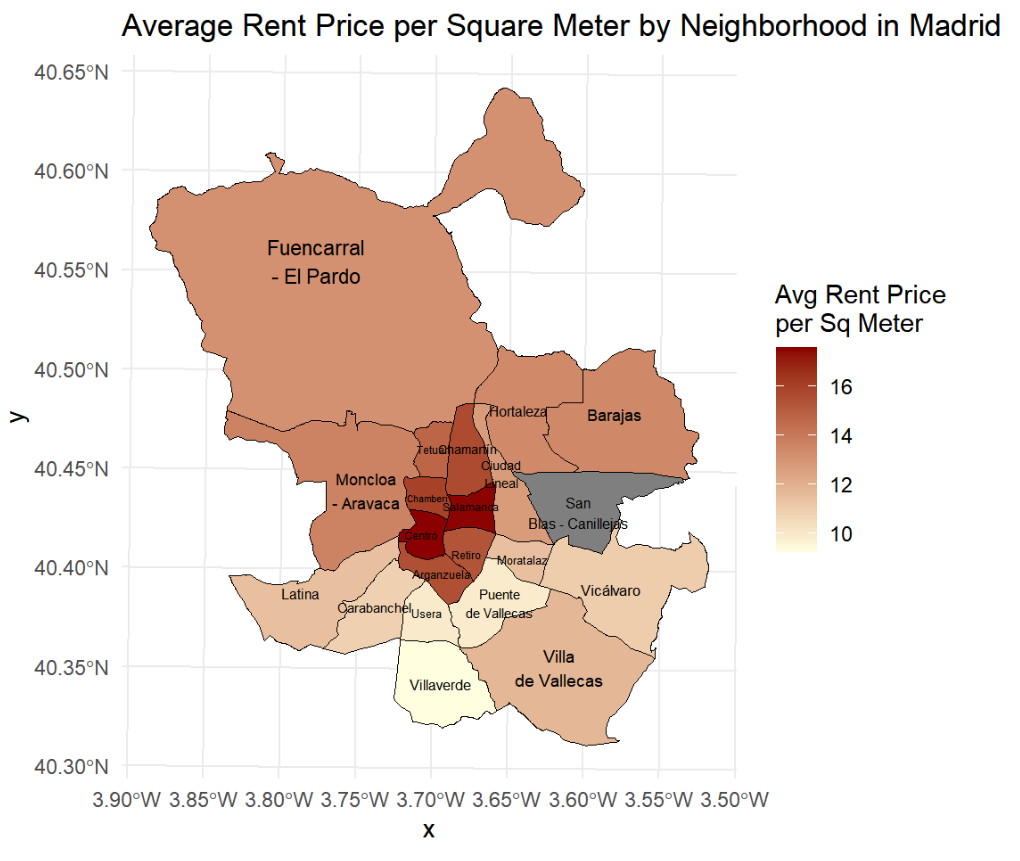 Average Rent Price per Square Meter by Neighborhood in Madrid
40.65°N
40.60°N
40.55°N
40.50°N
40.45°N
40.40°N
40.35°N
40.30°N
y
Fuencarral
- El Pardo
Hortaleza
Barajas
Tetuán
Chamartín
Ciudad
Lineal
Moncloa
- Aravaca
Chamberí
Salamanca
San
Blas - Canillejas
Centro
Retiro
Moratalaz
Arganzuela
Latina
Carabanchel
Usera
Puente
de Vallecas
Vicálvaro
Villa
de Vallecas
Villaverde
3.90°W
3.85°W
3.80°W
3.75°W
3.70°W
3.65°W
3.60°W
3.55°W
3.50°W
x
Avg Rent Price
per Sq Meter
16
14
12
10